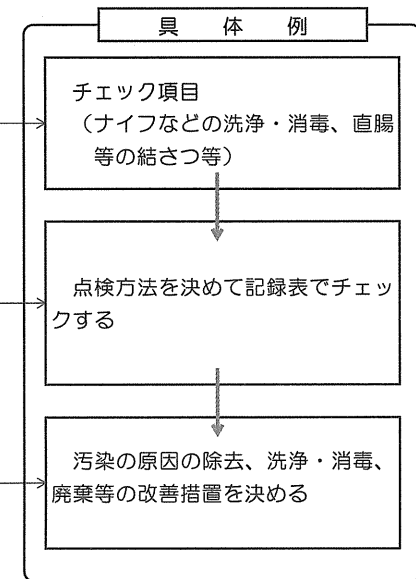 具体例
チェック項目
(ナイフなどの洗浄・消毒、直腸
等の結さつ等)
点検方法を決めて記録表でチェッ
クする
汚染の原因の除去、洗浄・消毒、
廃棄等の改善措置を決める